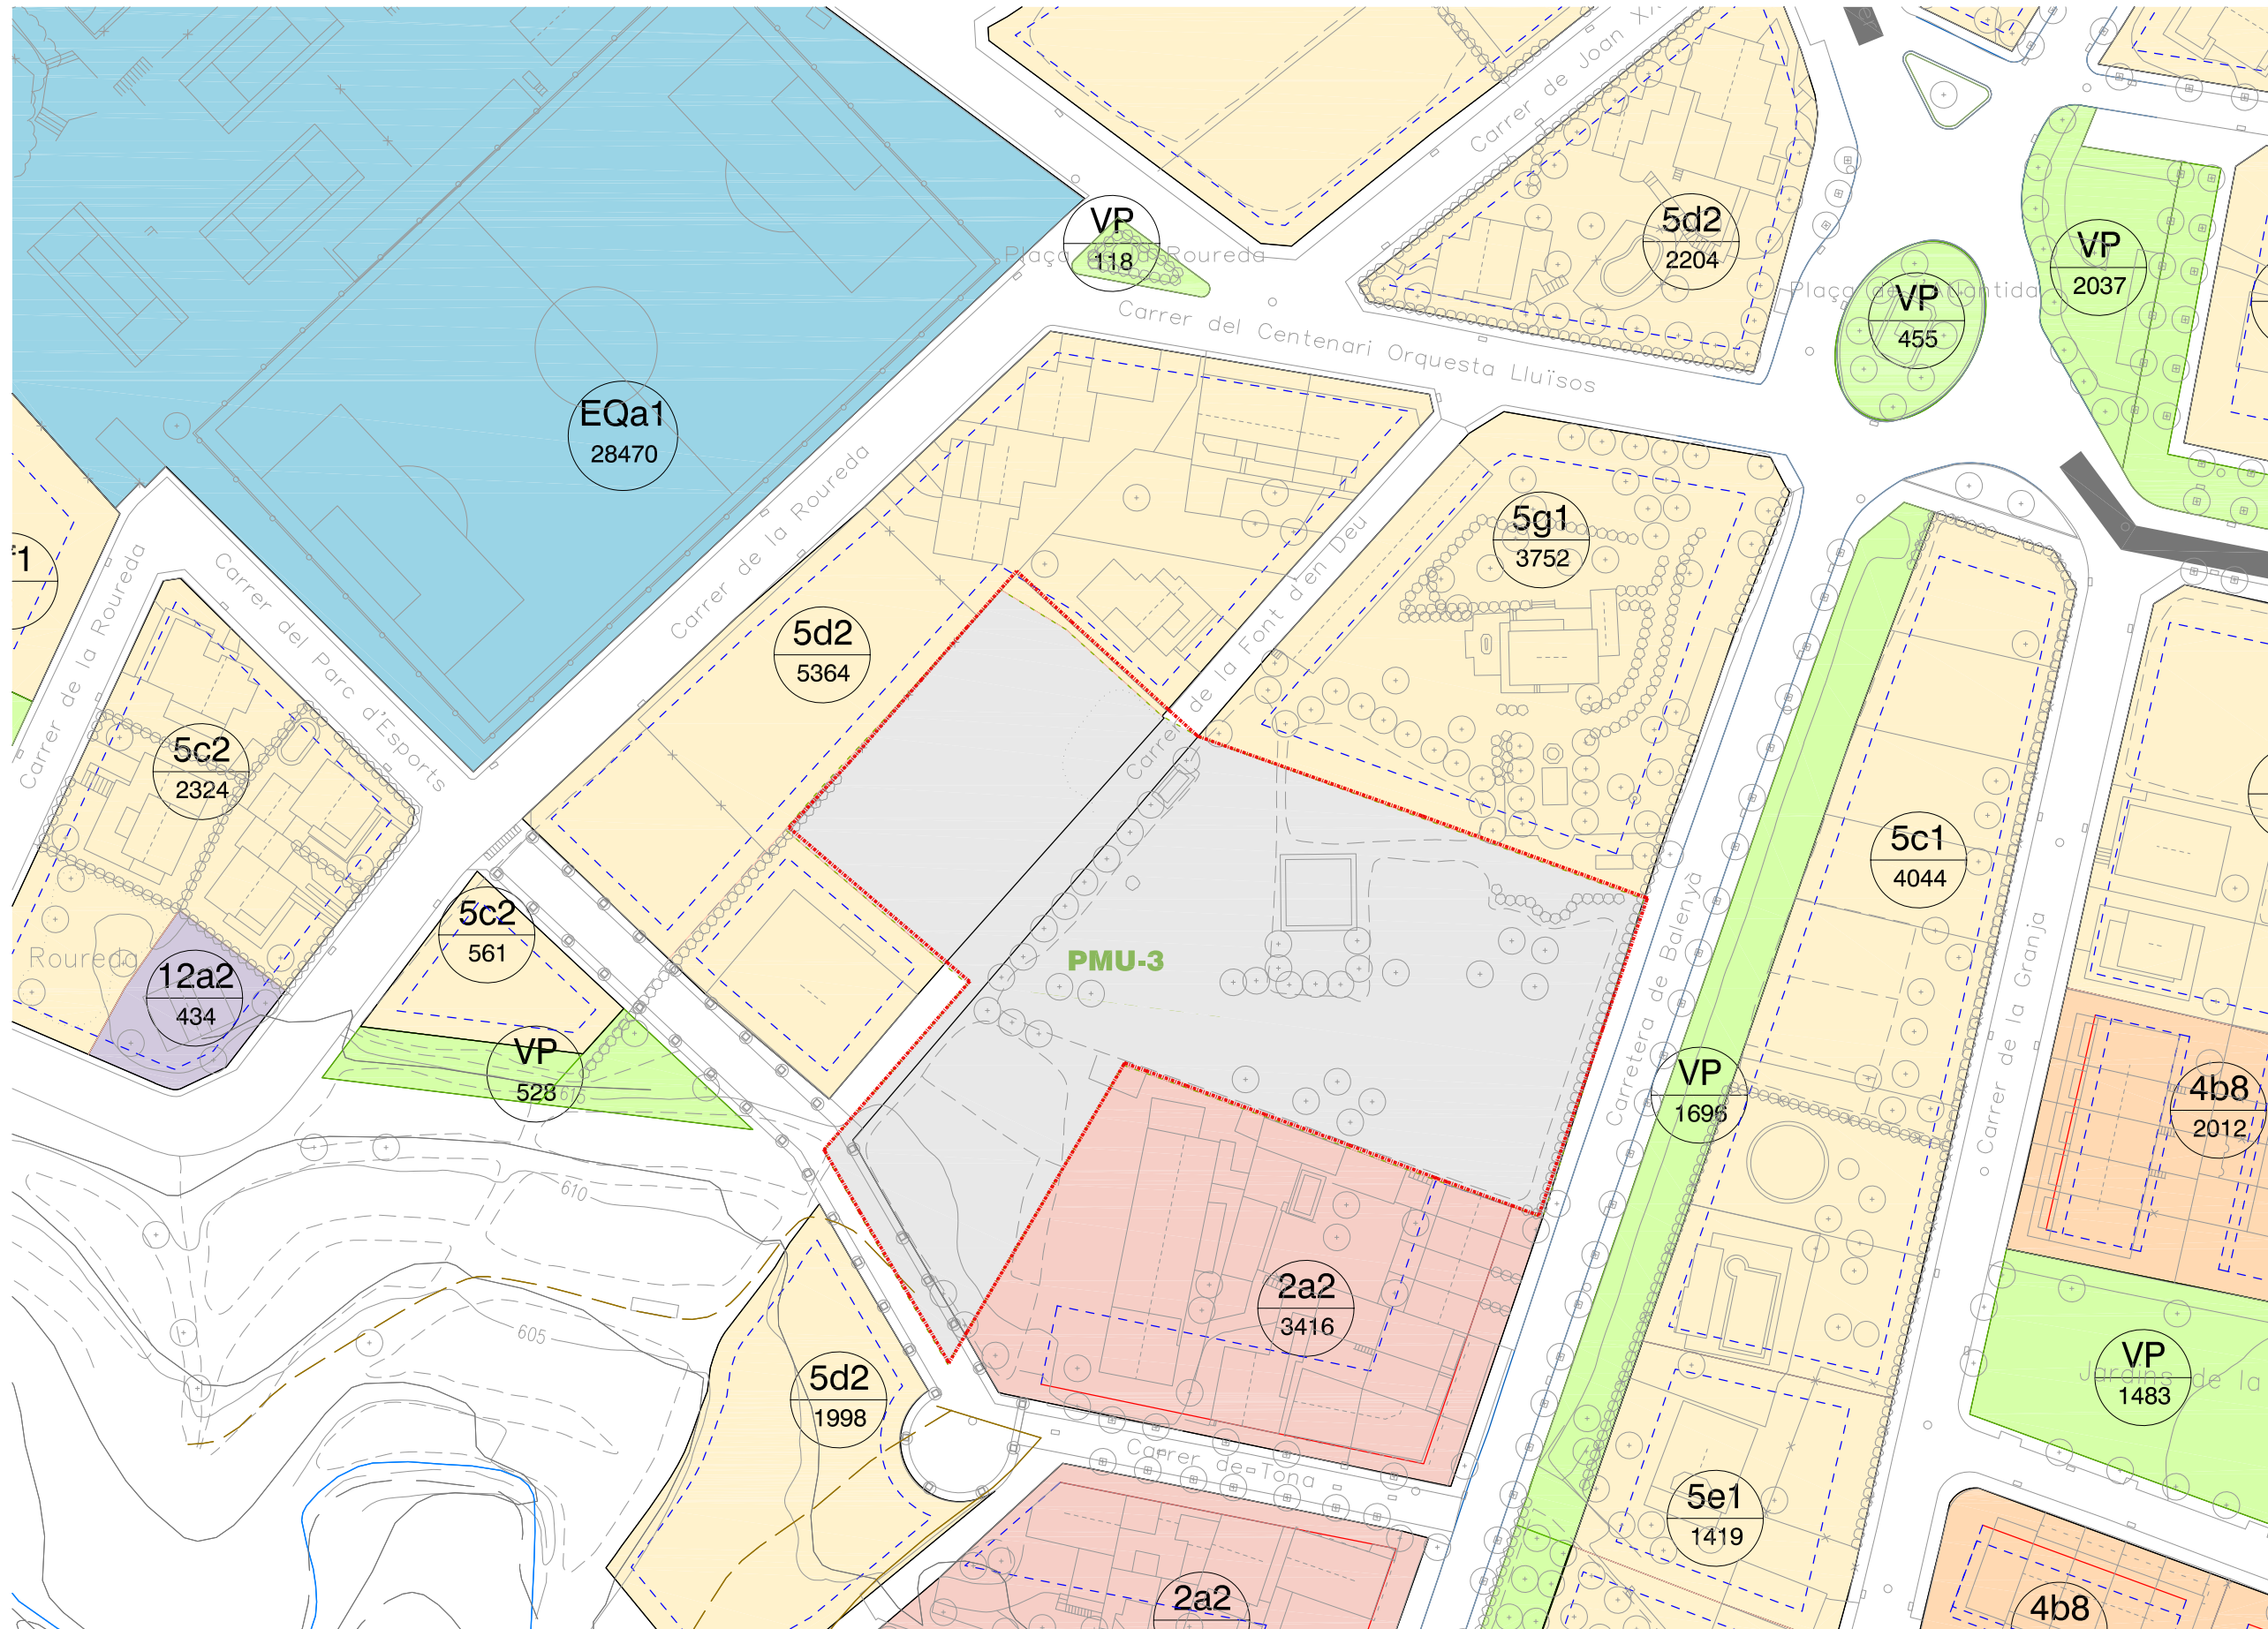 Carrer de Joan
VP
118
Plaça
Roureda
5d2
2204
VP
2037
Plaça
VP
455
Carrer del Centenari Orquesta Lluïsos
EQa1
28470
Carrer de la Roureda
5g1
3752
f1
Carrer de la Roureda
Carrer del Parc d'Esports
5d2
5364
Carrer de la Font d'en Deu
5c2
2324
5c1
4044
5c2
561
Roureda
12a2
434
PMU-3
Carretera de Balenyà
Carrer de la Granja
VP
528
615
VP
1696
4b8
2012
610
605
2a2
3416
5d2
1998
VP
1483
Jardins de la
Carrer de Tona
5e1
1419
2a2
4b8